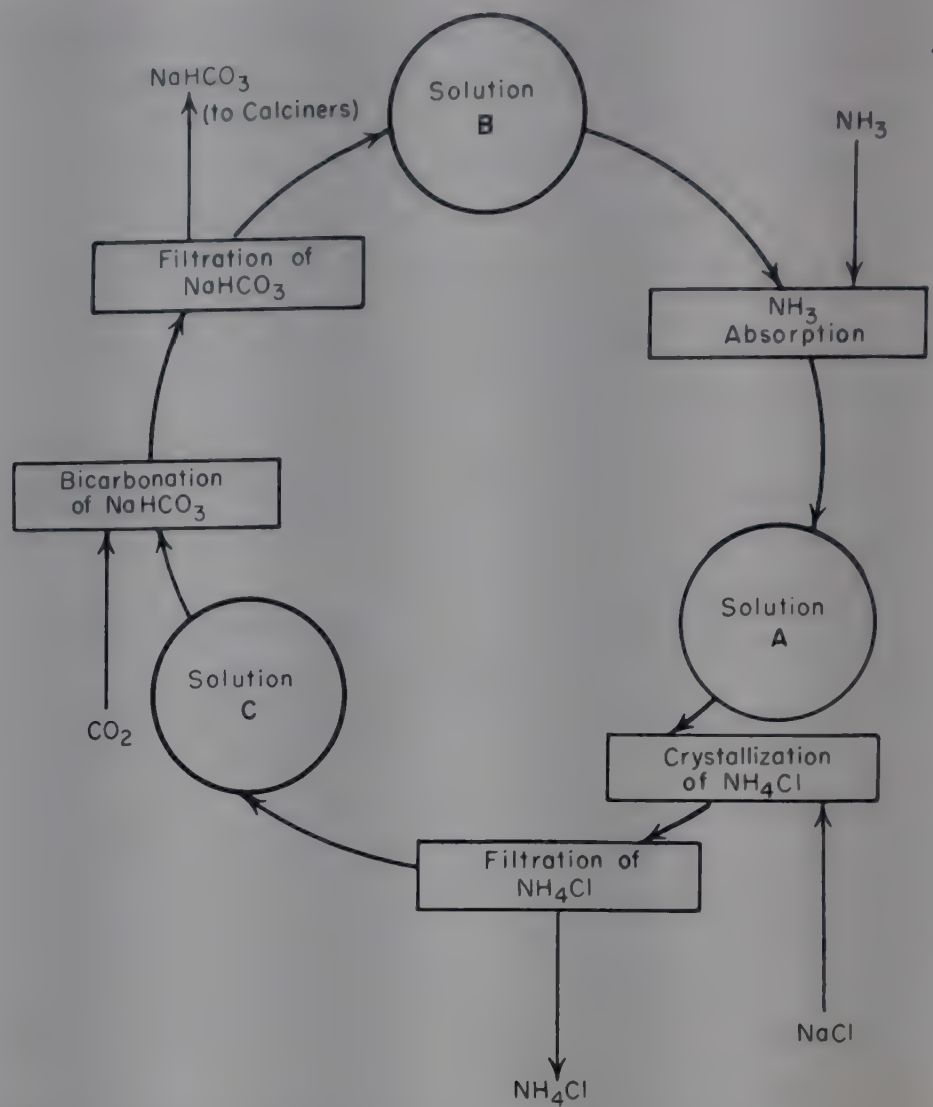 NaHCO3
(to Calciners)
Solution
B
NH3
Filtration of
NaHCO3
NH3
Absorption
Bicarbonation
of NaHCO3
Solution
A
Solution
C
CO2
Crystallization
of NH4Cl
Filtration of
NH4Cl
NaCl
NH4Cl